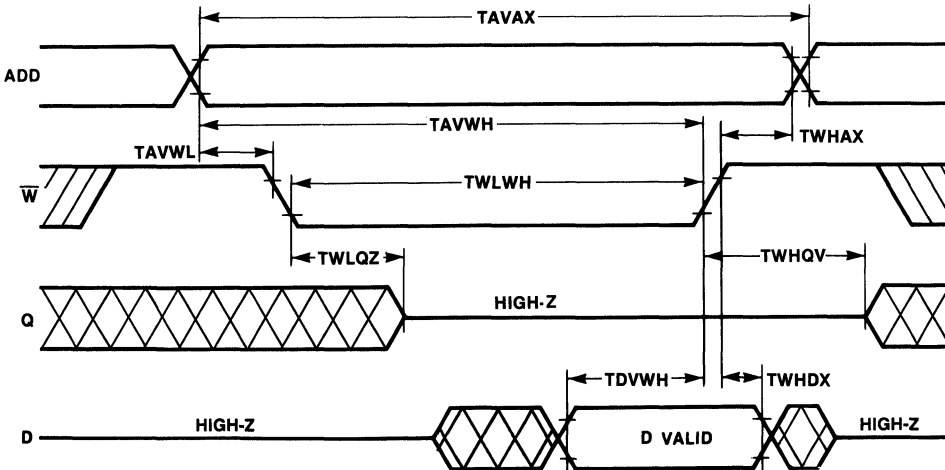 TAVAX
ADD
TAVWH
TWHAX
TAVWL
W̅
TWLWH
TWLQZ
TWHQV
Q
HIGH-Z
TDVWH
TWHDX
D
HIGH-Z
D VALID
HIGH-Z